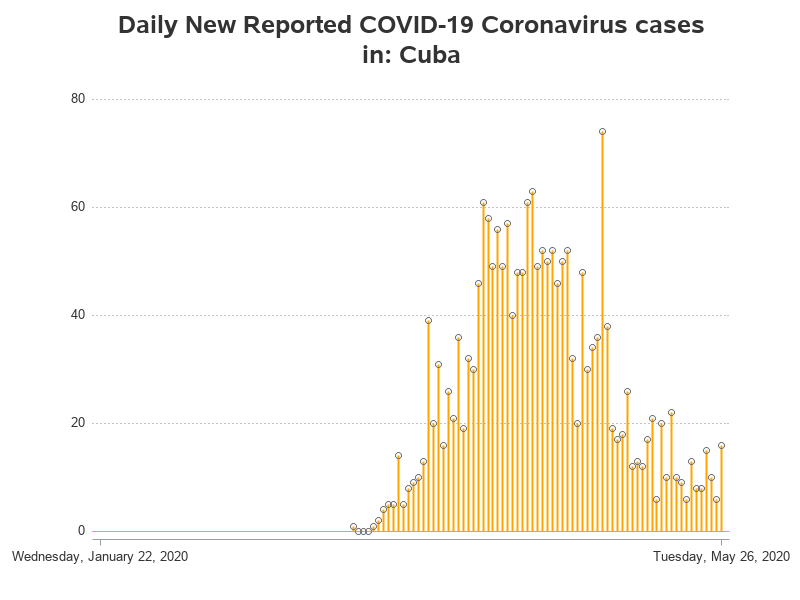 Daily New Reported COVID-19 Coronavirus cases
in: Cuba
80
60
40
20
0
Wednesday, January 22, 2020
Tuesday, May 26, 2020